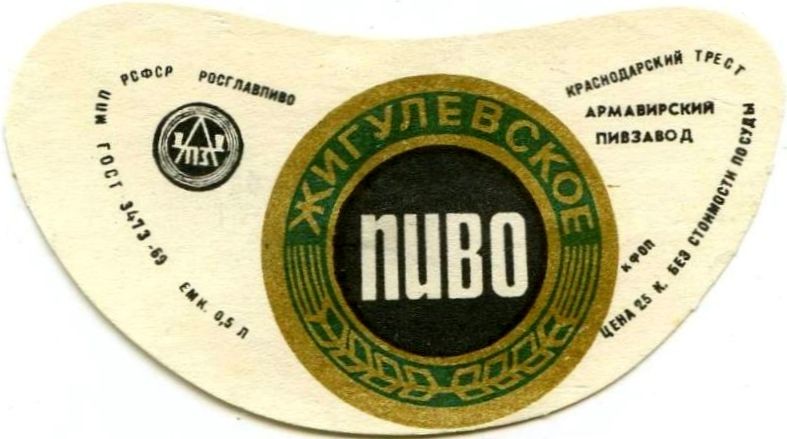 МПП РСФСР РОСГЛАВПИВО
АПЗ
ГОСТ 3473-69 ЕМК. 0,5 Л
ЖИГУЛЕВСКОЕ
ПИВО
КРАСНОДАРСКИЙ ТРЕСТ
АРМАВИРСКИЙ
ПИВЗАВОД
КФОП
ЦЕНА 25 К. БЕЗ СТОИМОСТИ ПОСУДЫ